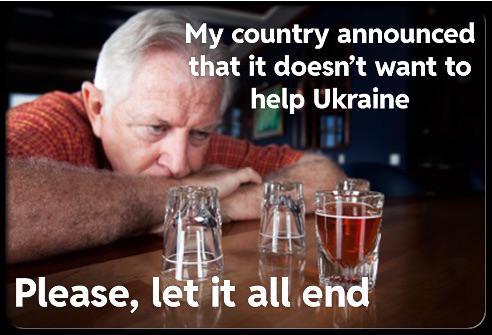 My country announced
that it doesn't want to
help Ukraine
Please, let it all end